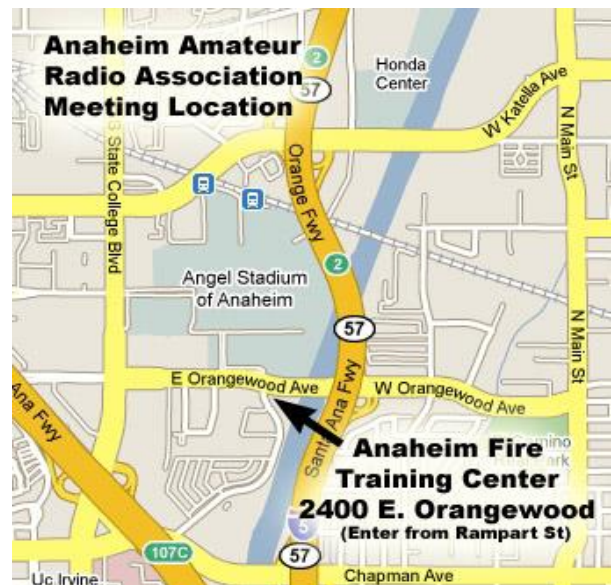 Anaheim Amateur
Radio Association
Meeting Location
2
57
Honda
Center
W Katella Ave
N Main St
S State College Blvd
Orange Fwy
Angel Stadium
of Anaheim
2
57
N Main St
E Orangewood Ave
W Orangewood Ave
Ana Fwy
Santa Ana Fwy
Anaheim Fire
Training Center
2400 E. Orangewood
(Enter from Rampart St)
5
107C
57
Chapman Ave
Uc Irvine